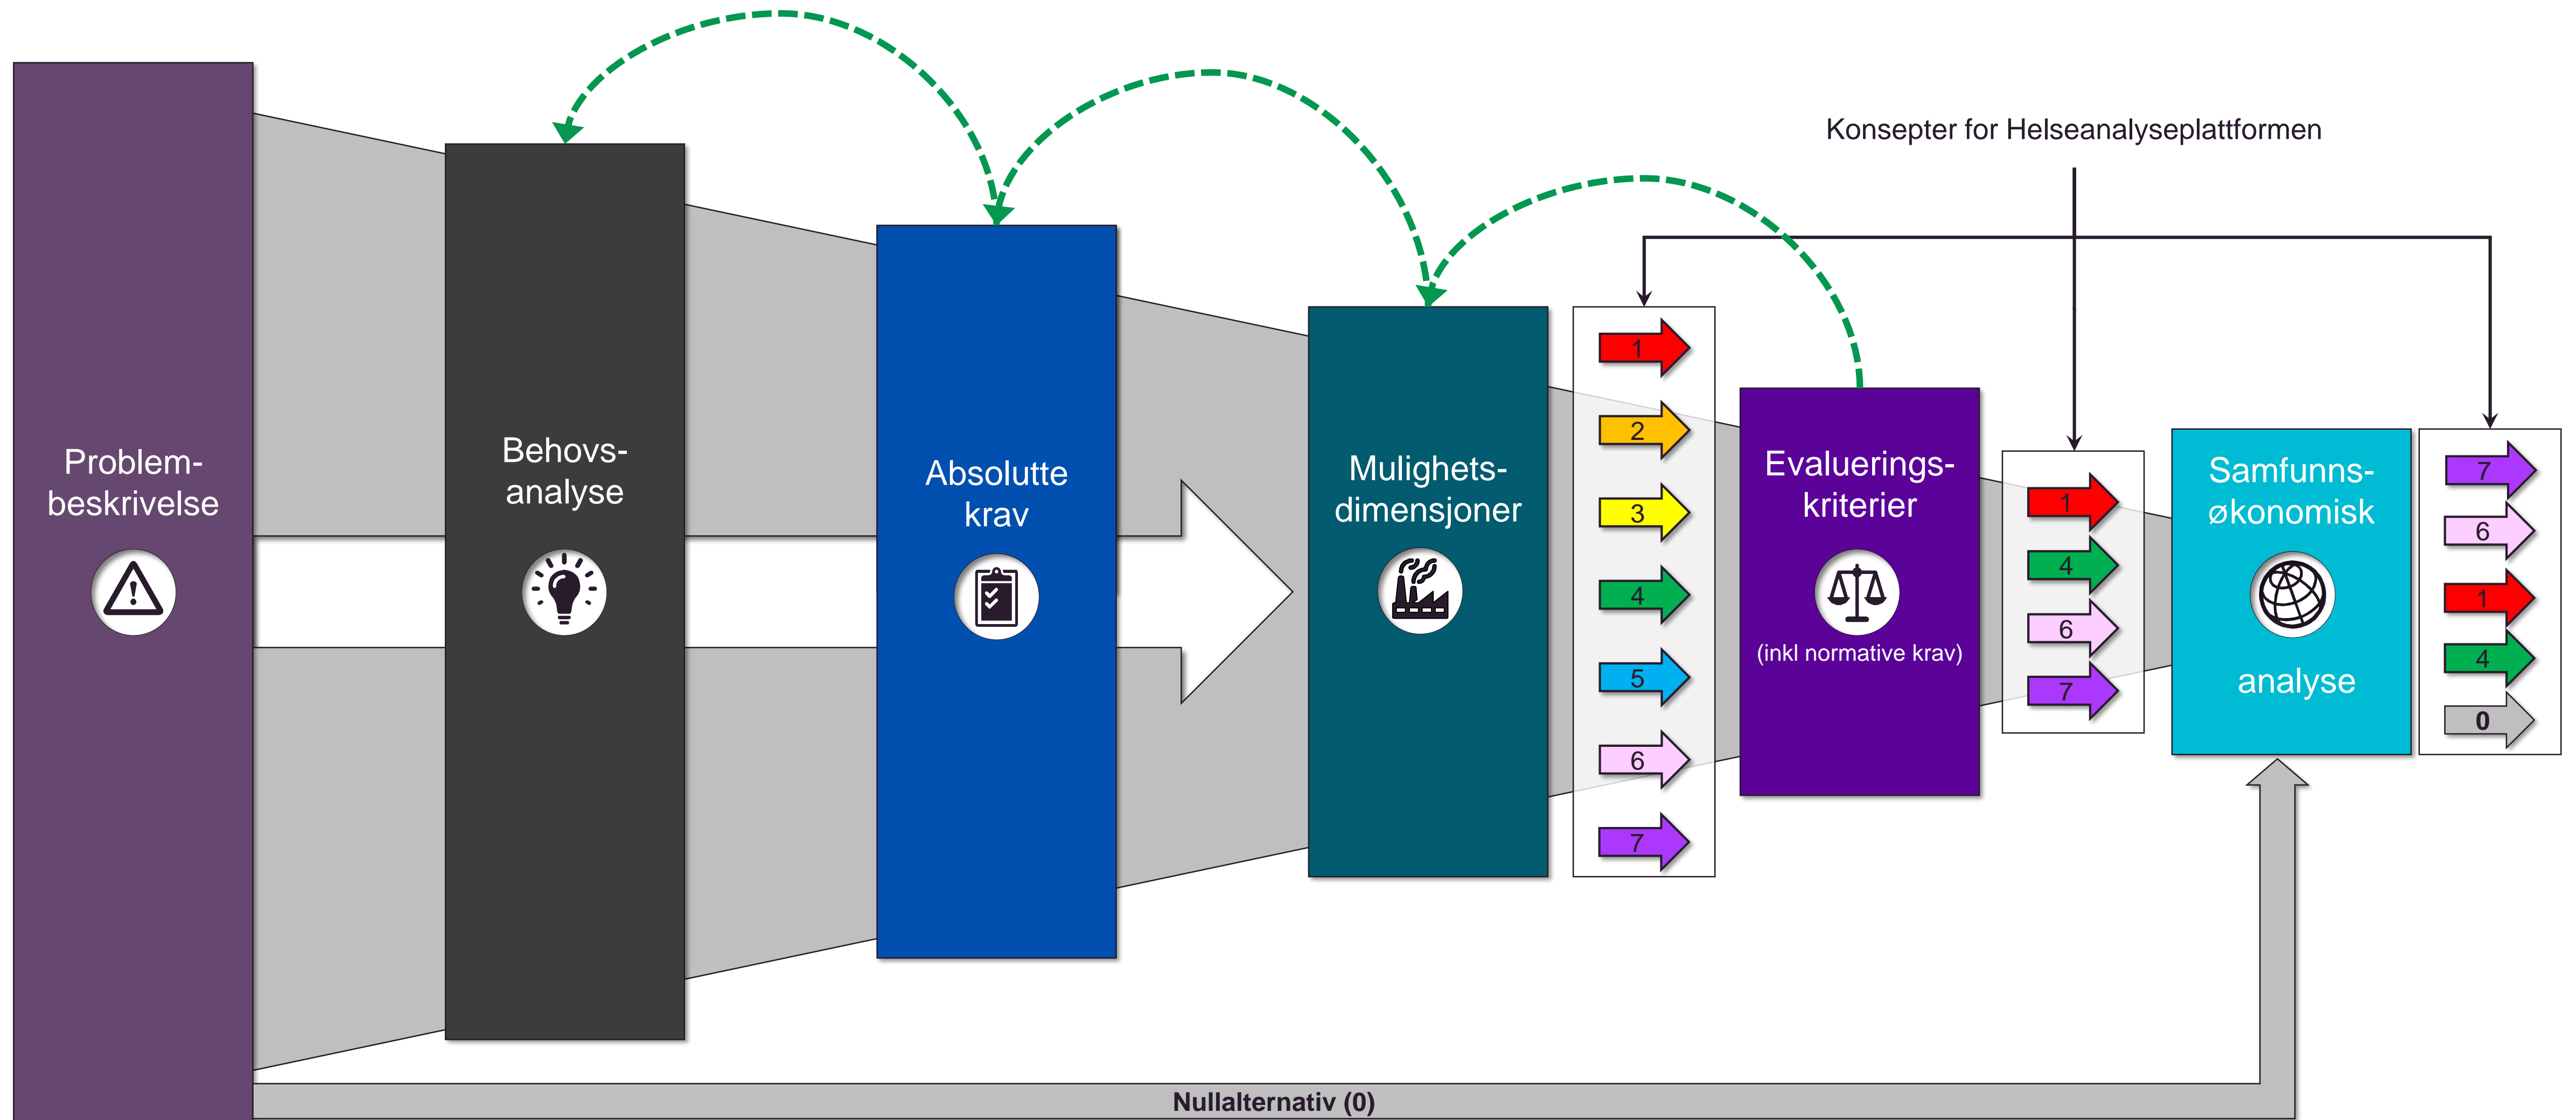 Konsepter for Helseanalyseplattformen
Problem-
beskrivelse
Behovs-
analyse
Absolutte
krav
Mulighets-
dimensjoner
1
2
3
4
5
6
7
Evaluerings-
kriterier
(inkl normative krav)
1
4
6
7
Samfunns-
økonomisk
analyse
7
6
1
4
0
Nullalternativ (0)